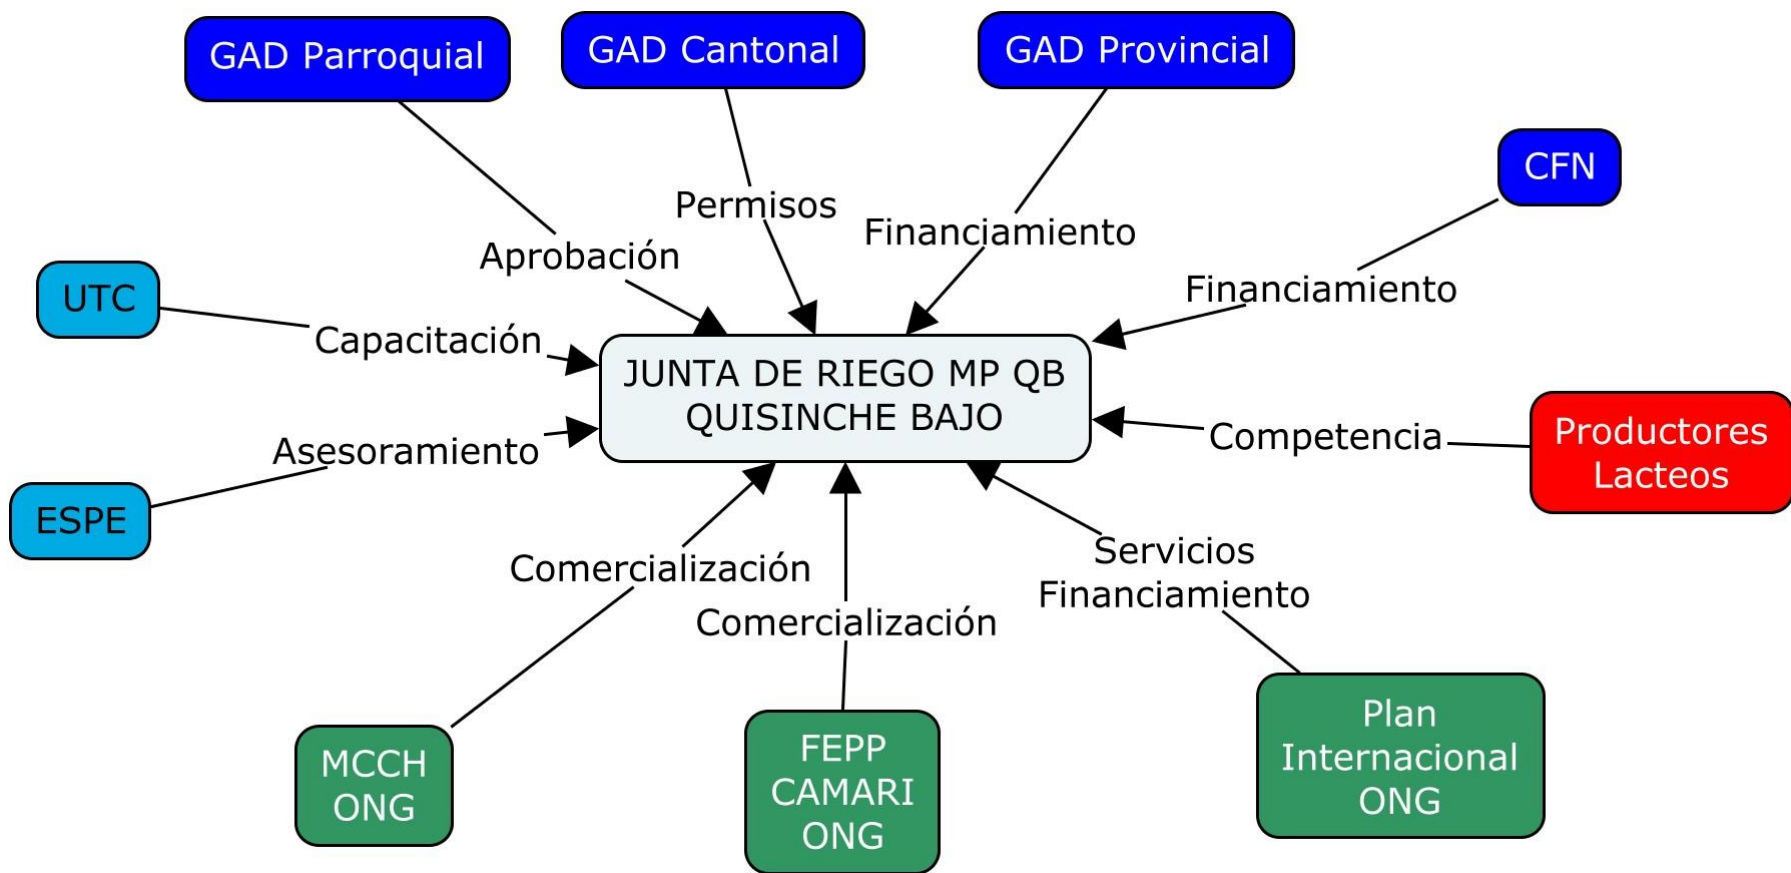 GAD Parroquial
GAD Cantonal
GAD Provincial
CFN
Permisos
Financiamiento
Aprobación
UTC
Financiamiento
Capacitación
JUNTA DE RIEGO MP QB
QUISINCHE BAJO
Asesoramiento
Competencia
Productores
Lacteos
ESPE
Comercialización
Comercialización
Servicios
Financiamiento
MCCH
ONG
FEPP
CAMARI
ONG
Plan
Internacional
ONG